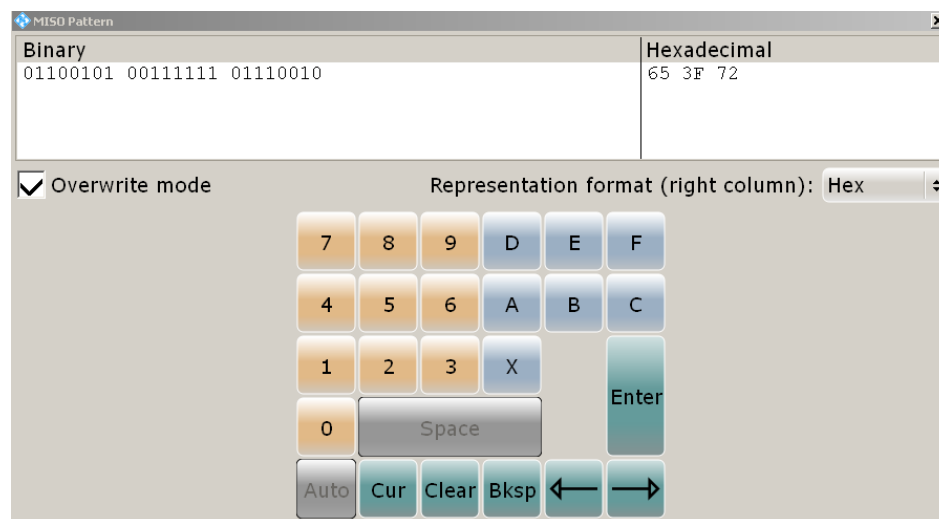 MISO Pattern
Binary Hexadecimal
01100101 00111111 01110010 65 3F 72
Overwrite mode Representation format (right column): Hex
7 8 9 D E F
4 5 6 A B C
1 2 3 X
Enter
0 Space
Auto Cur Clear Bksp